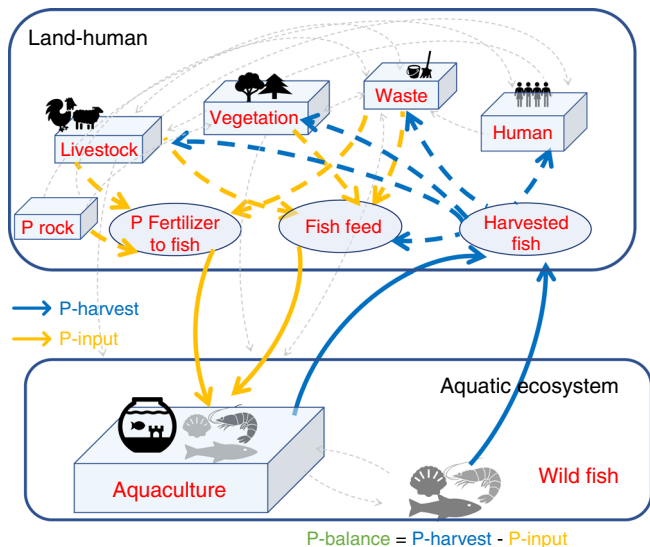 Land-human
Vegetation
Waste
Human
Livestock
P rock
P Fertilizer
to fish
Fish feed
Harvested
fish
P-harvest
P-input
Aquatic ecosystem
Aquaculture
Wild fish
P-balance = P-harvest - P-input